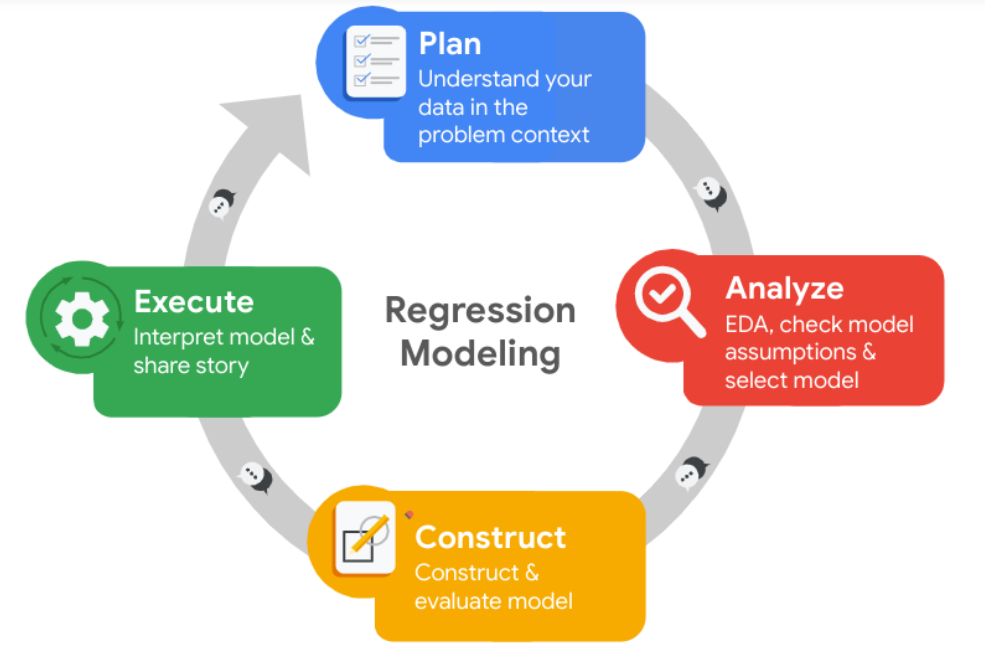 Plan
Understand your
data in the
problem context
Analyze
EDA, check model
assumptions &
select model
Regression
Modeling
Execute
Interpret model &
share story
Construct
Construct &
evaluate model